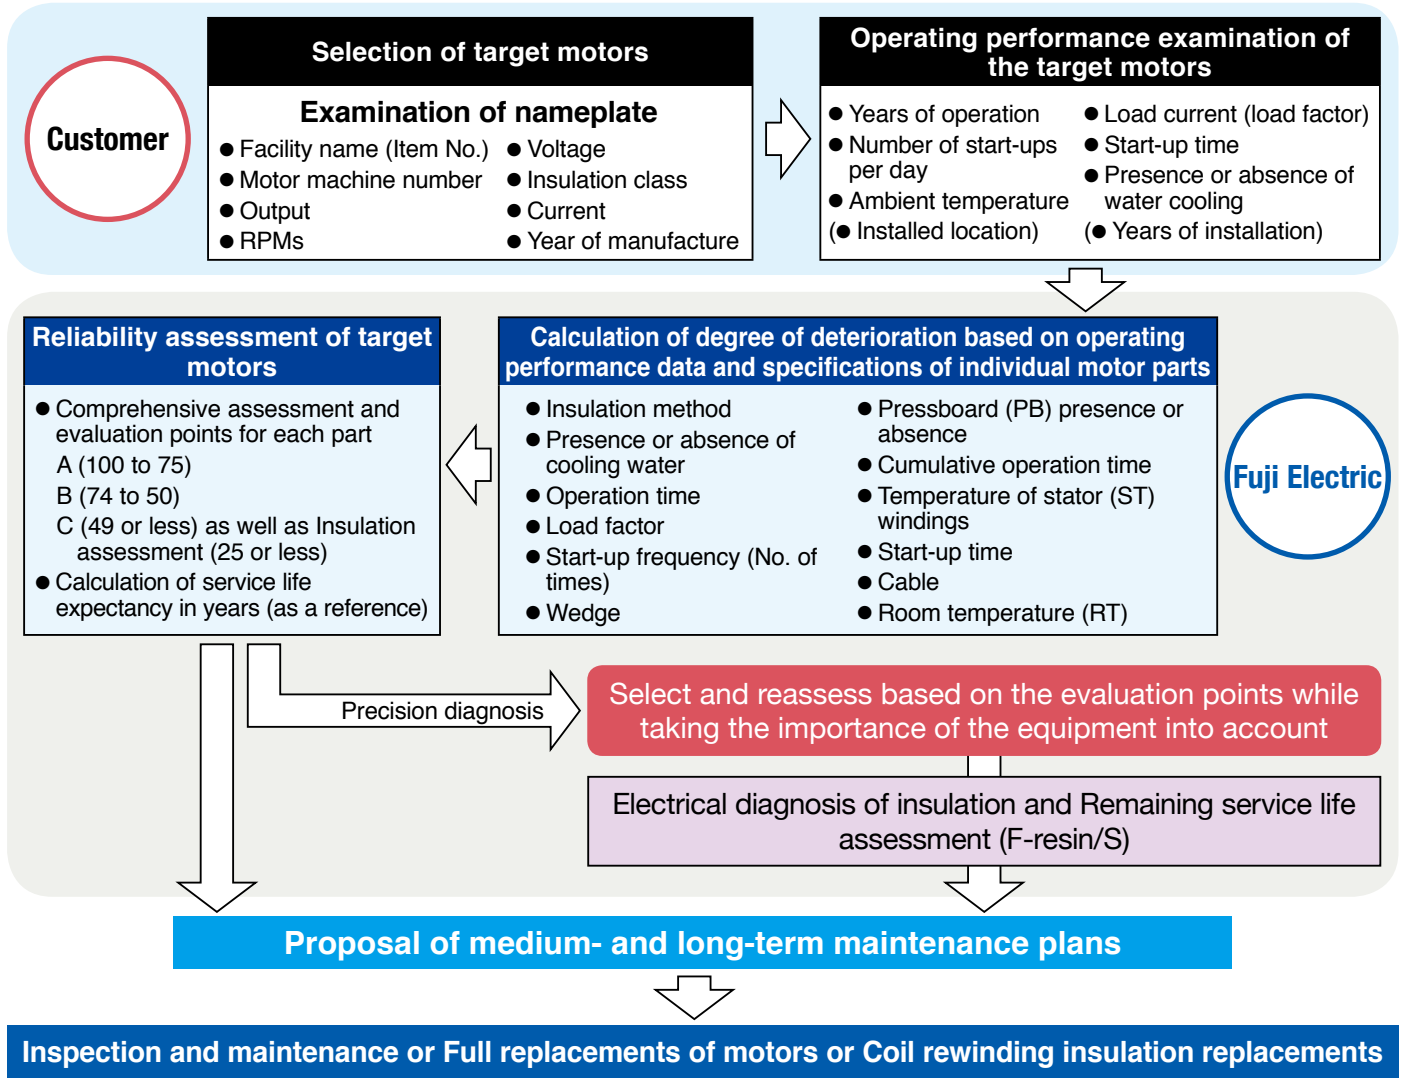 Customer
Selection of target motors
Examination of nameplate
● Facility name (Item No.)
● Motor machine number
● Output
● RPMs
● Voltage
● Insulation class
● Current
● Year of manufacture
Operating performance examination of
the target motors
● Years of operation
● Number of start-ups
per day
● Ambient temperature
(● Installed location)
● Load current (load factor)
● Start-up time
● Presence or absence of
water cooling
(● Years of installation)
Calculation of degree of deterioration based on operating
performance data and specifications of individual motor parts
● Insulation method
● Presence or absence of
cooling water
● Operation time
● Load factor
● Start-up frequency (No. of
times)
● Wedge
● Pressboard (PB) presence or
absence
● Cumulative operation time
● Temperature of stator (ST)
windings
● Start-up time
● Cable
● Room temperature (RT)
Fuji Electric
Reliability assessment of target
motors
● Comprehensive assessment and
evaluation points for each part
A (100 to 75)
B (74 to 50)
C (49 or less) as well as Insulation
assessment (25 or less)
● Calculation of service life
expectancy in years (as a reference)
Precision diagnosis
Select and reassess based on the evaluation points while
taking the importance of the equipment into account
Electrical diagnosis of insulation and Remaining service life
assessment (F-resin/S)
Proposal of medium- and long-term maintenance plans
Inspection and maintenance or Full replacements of motors or Coil rewinding insulation replacements